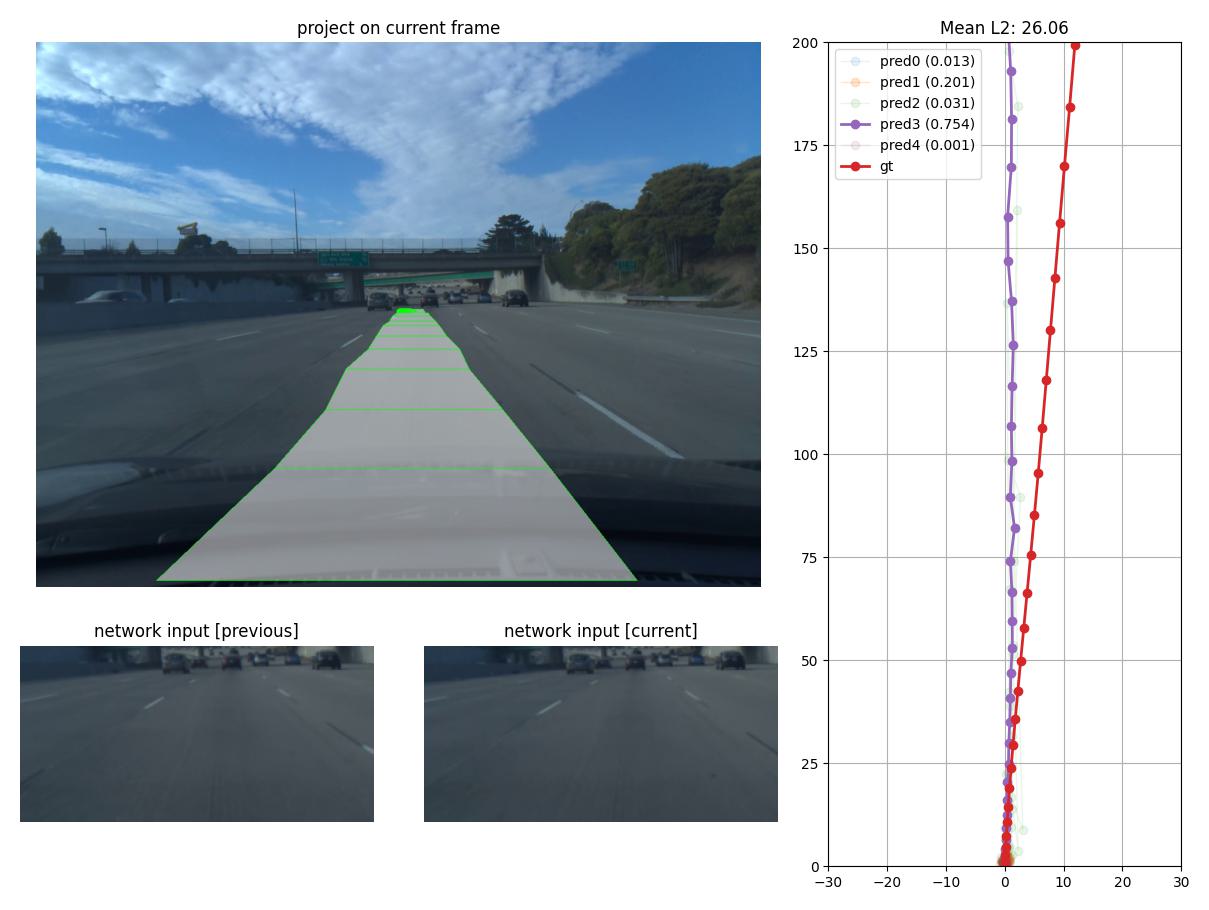 project on current frame
Mean L2: 26.06
pred0 (0.013)
pred1 (0.201)
pred2 (0.031)
pred3 (0.754)
pred4 (0.001)
gt
200
175
150
125
100
75
50
25
0
−30 −20 −10 0 10 20 30
network input [previous]
network input [current]